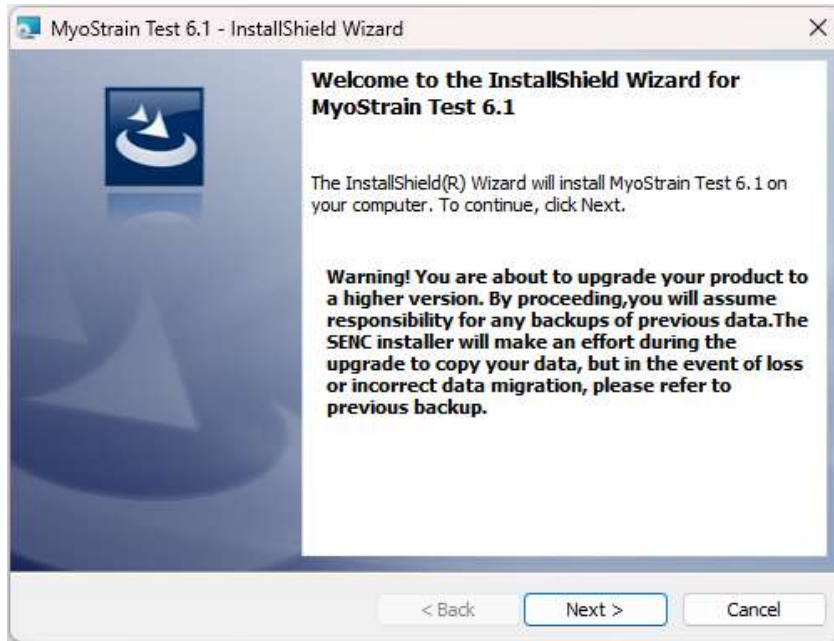 MyoStrain Test 6.1 - InstallShield Wizard
Welcome to the InstallShield Wizard for
MyoStrain Test 6.1
The InstallShield(R) Wizard will install MyoStrain Test 6.1 on
your computer. To continue, click Next.
Warning! You are about to upgrade your product to
a higher version. By proceeding,you will assume
responsibility for any backups of previous data.The
SENC installer will make an effort during the
upgrade to copy your data, but in the event of loss
or incorrect data migration, please refer to
previous backup.
< Back Next > Cancel